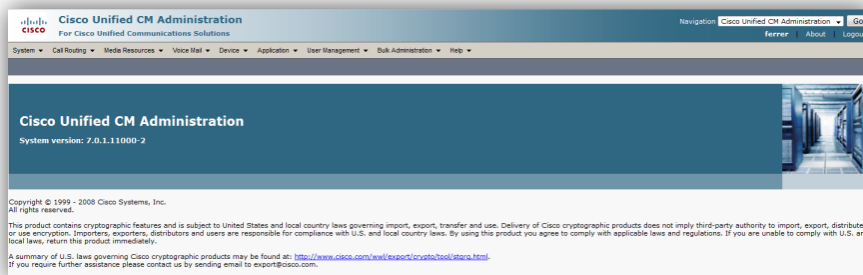 Cisco Unified CM Administration
CISCO
For Cisco Unified Communications Solutions
Navigation Cisco Unified CM Administration Go
ferrer | About | Logou
System Call Routing Media Resources Voice Mail Device Application User Management Bulk Administration Help
Cisco Unified CM Administration
System version: 7.0.1.11000-2
Copyright © 1999 - 2008 Cisco Systems, Inc.
All rights reserved.
This product contains cryptographic features and is subject to United States and local country laws governing import, export, transfer and use. Delivery of Cisco cryptographic products does not imply third-party authority to import, export, distribute
or use encryption. Importers, exporters, distributors and users are responsible for compliance with U.S. and local country laws. By using this product you agree to comply with applicable laws and regulations. If you are unable to comply with U.S. an
local laws, return this product immediately.
A summary of U.S. laws governing Cisco cryptographic products may be found at: http://www.cisco.com/wwl/export/crypto/tool/stqrg.html.
If you require further assistance please contact us by sending email to export@cisco.com.